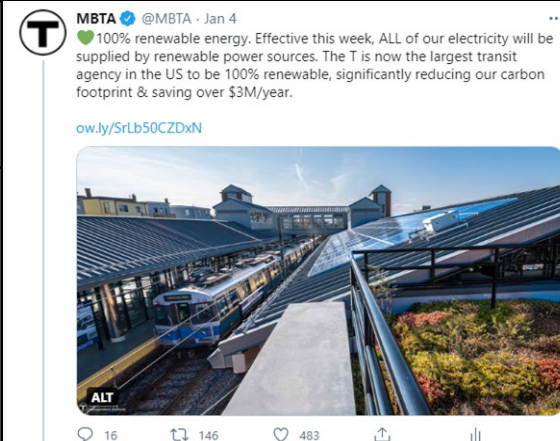 MBTA @MBTA · Jan 4
💚100% renewable energy. Effective this week, ALL of our electricity will be
supplied by renewable power sources. The T is now the largest transit
agency in the US to be 100% renewable, significantly reducing our carbon
footprint & saving over $3M/year.
ow.ly/SrLb50CZDxN
ALT
16 146 483